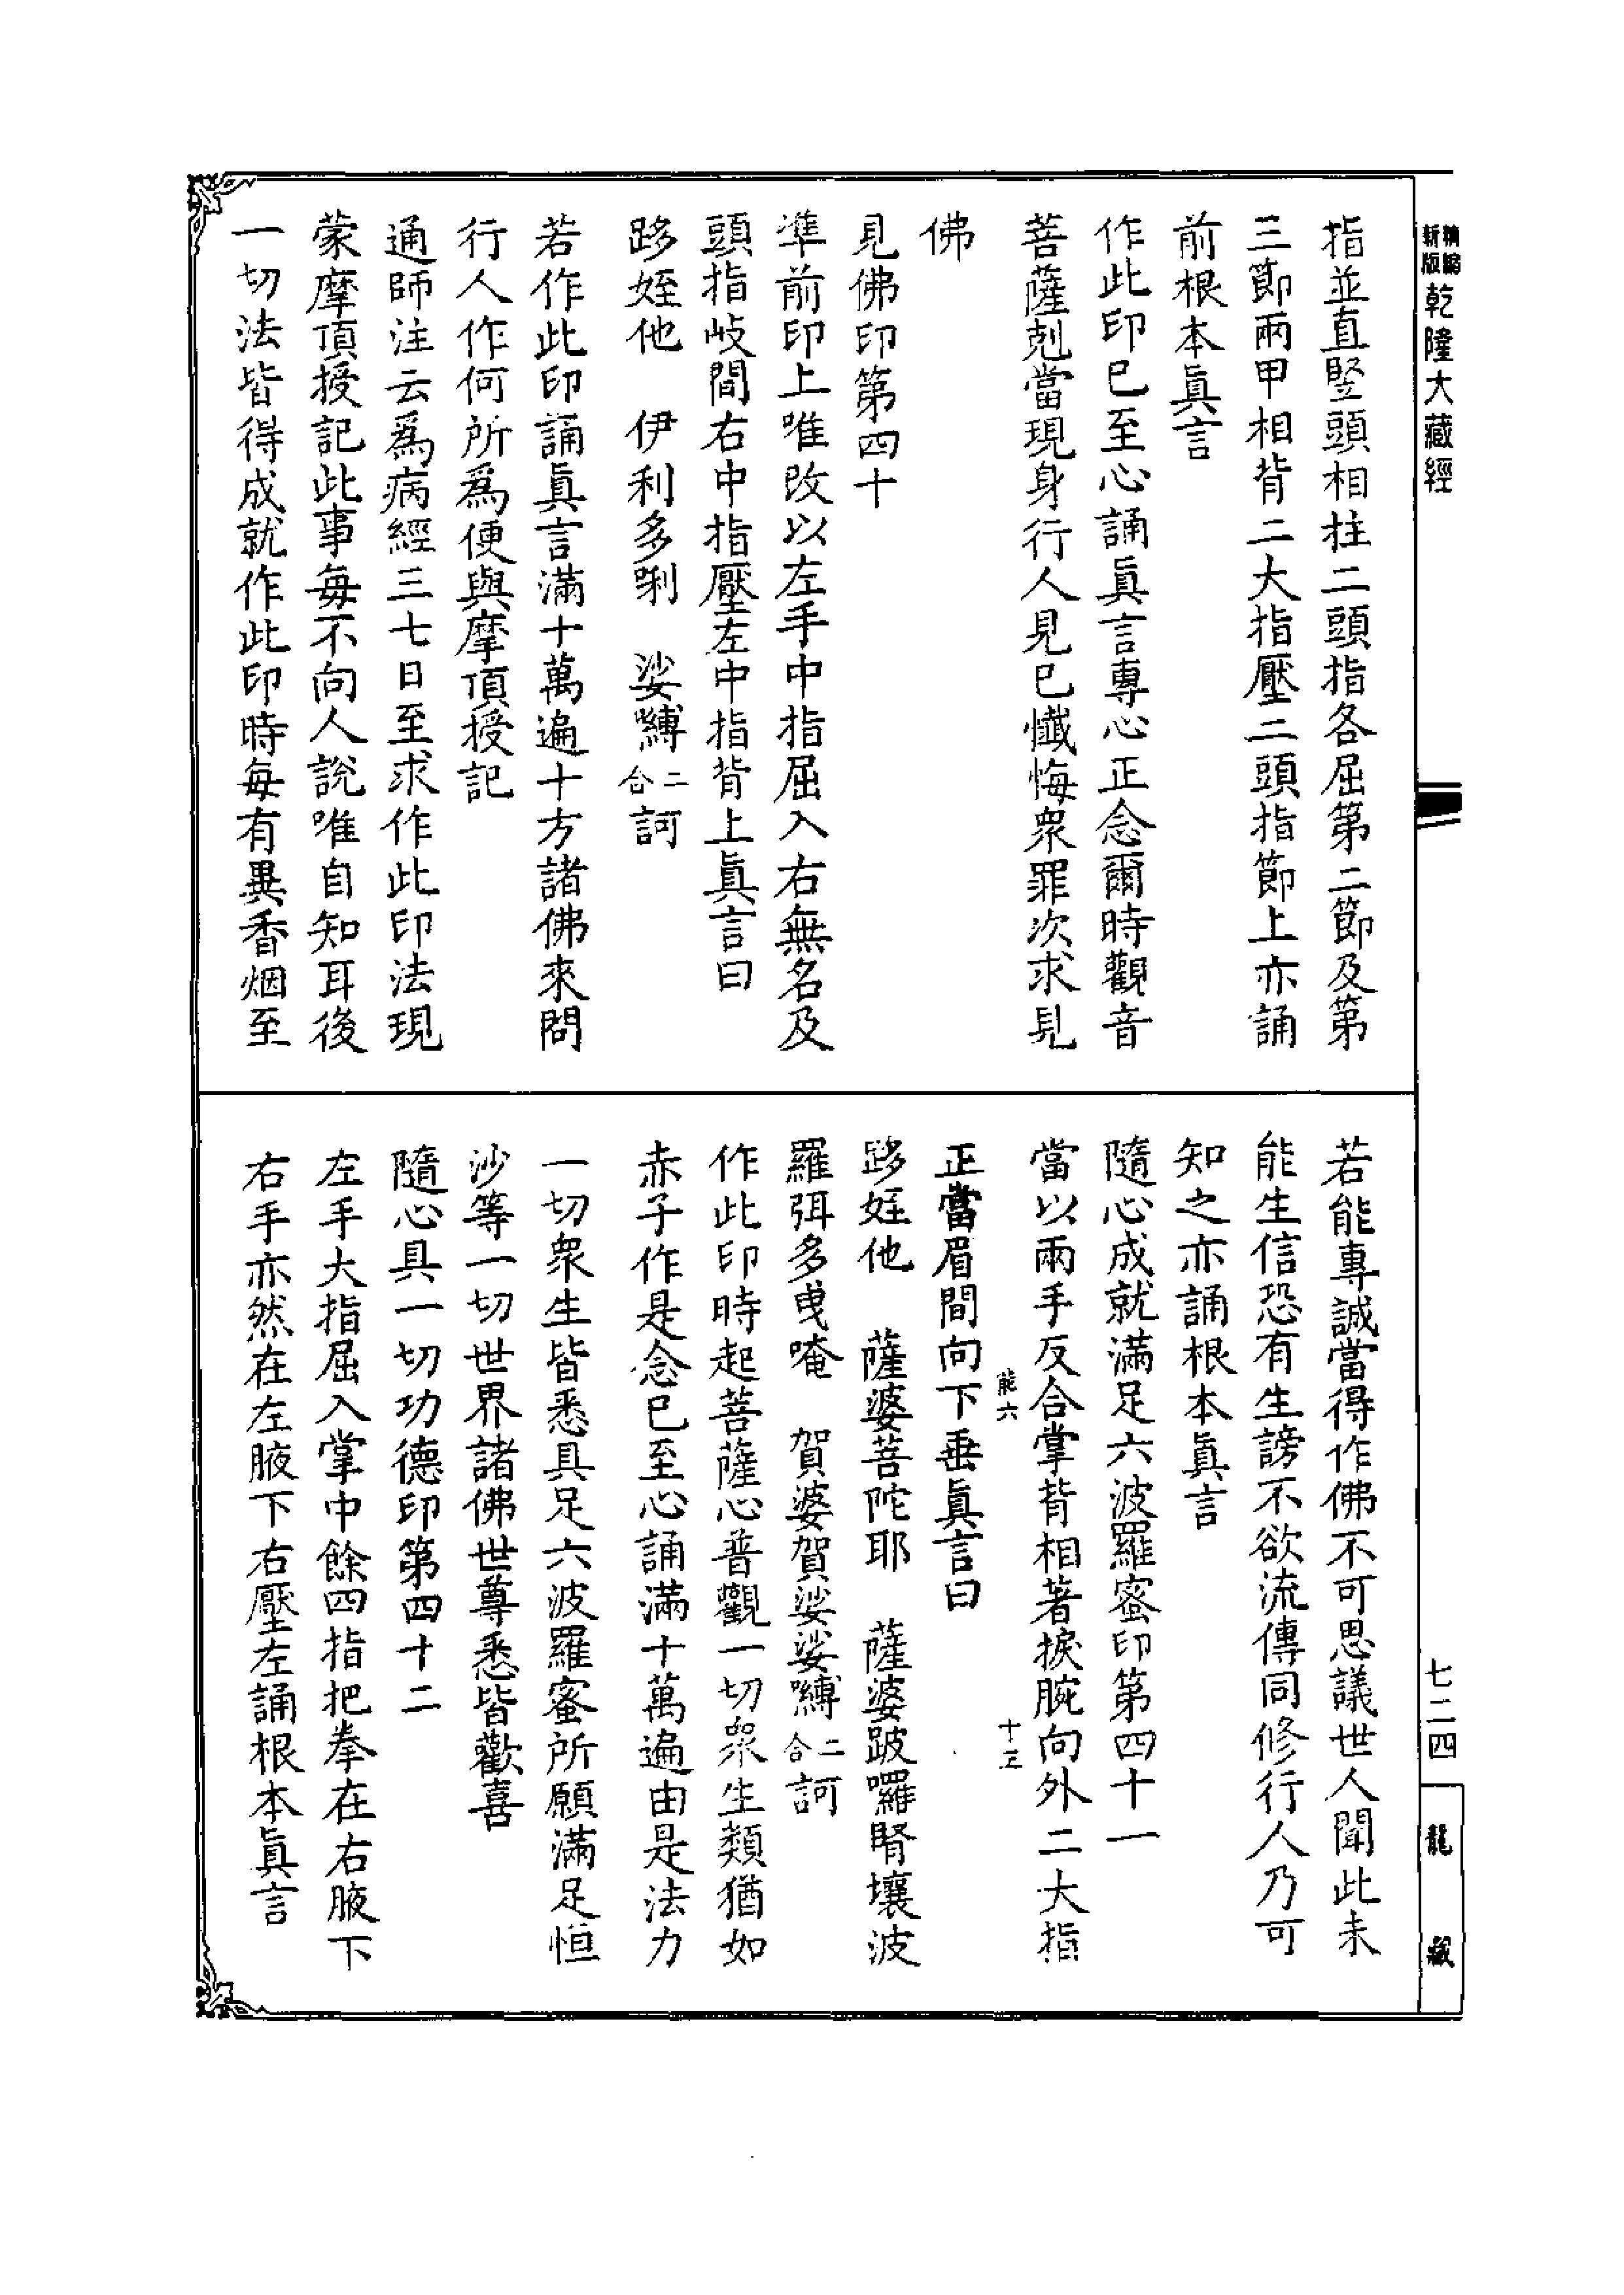 精縮
新版
乾隆大藏經
指並直竪頭相拄二頭指各屈第二節及第
三節兩甲相背二大指壓二頭指節上亦誦
前根本眞言
作此印已至心誦眞言專心正念爾時觀音
菩薩剋當現身行人見已懺悔衆罪次求見
佛
見佛印第四十
準前印上唯改以左手中指屈入右無名及
頭指岐間右中指壓左中指背上眞言曰
跢姪他　伊利多唎　娑嚩二合訶
若作此印誦眞言滿十萬遍十方諸佛來問
行人作何所爲便與摩頂授記
通師注云爲病經三七日至求作此印法現
蒙摩頂授記此事每不向人說唯自知耳後
一切法皆得成就作此印時每有異香烟至
若能專誠當得作佛不可思議世人聞此未
能生信恐有生謗不欲流傳同修行人乃可
知之亦誦根本眞言
隨心成就滿足六波羅蜜印第四十一
當以兩手反合掌背相著捩腕向外二大指
能六　十三
正當眉間向下垂眞言曰
跢姪他　薩婆菩陀耶　薩婆跛囉腎壤波
羅弭多曳唵　賀婆賀娑娑嚩二合訶
作此印時起菩薩心普觀一切衆生類猶如
赤子作是念已至心誦滿十萬遍由是法力
一切衆生皆悉具足六波羅蜜所願滿足恒
沙等一切世界諸佛世尊悉皆歡喜
隨心具一切功德印第四十二
左手大指屈入掌中餘四指把拳在右腋下
右手亦然在左腋下右壓左誦根本眞言
七二四
龍藏